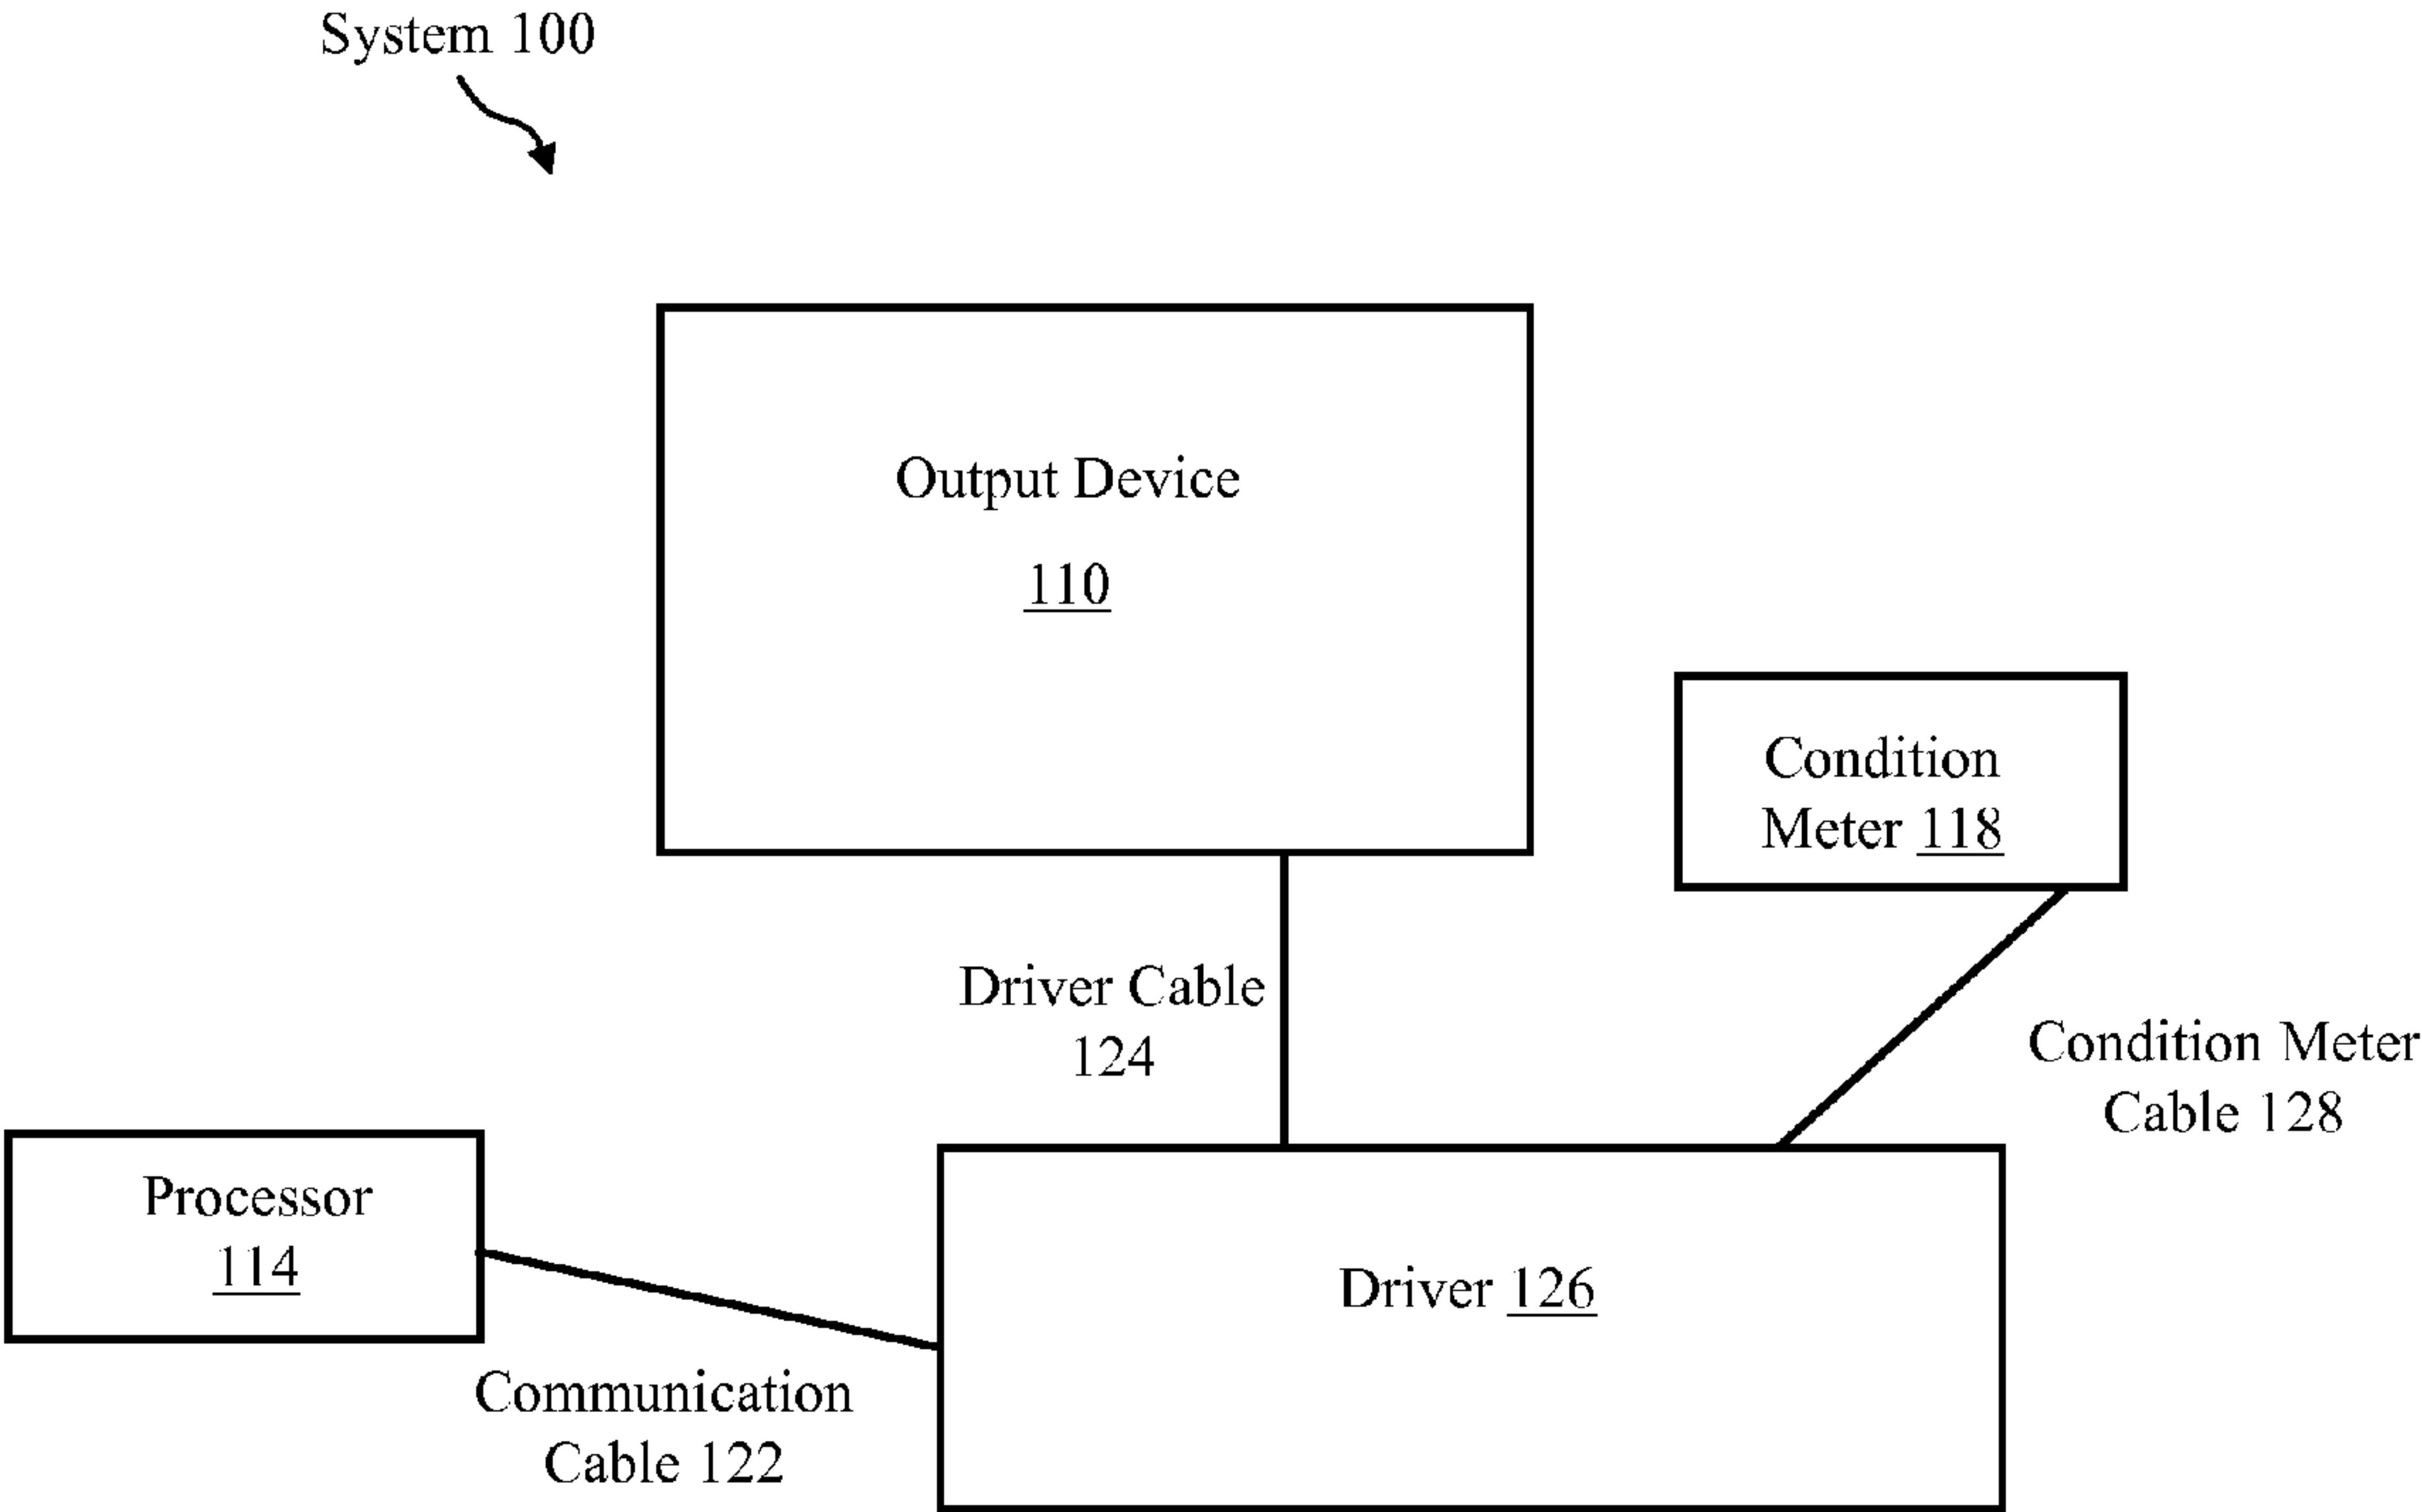 System 100
Output Device
110
Condition
Meter 118
Driver Cable
124
Condition Meter
Cable 128
Processor
114
Driver 126
Communication
Cable 122